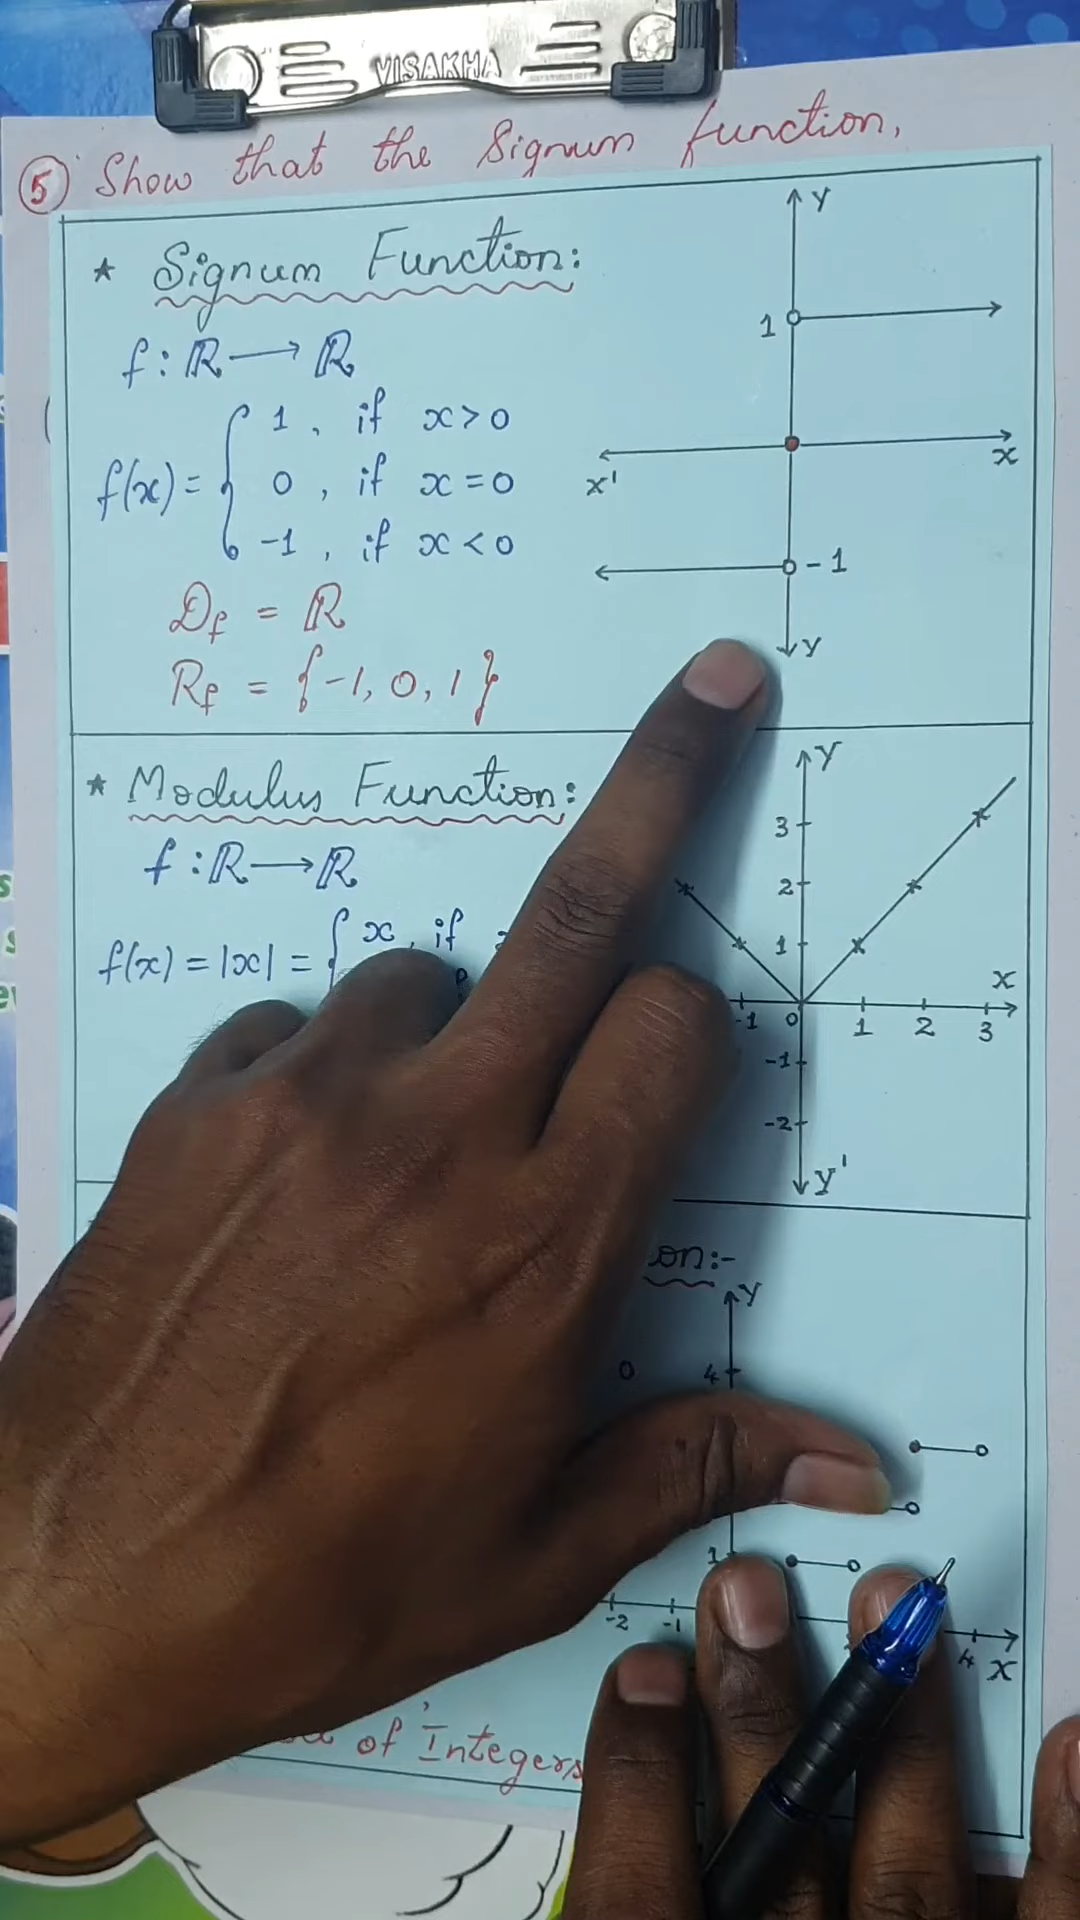 VISAKHA
⑤ Show that the Signum function,
* Signum Function:
f : ℝ ⟶ ℝ
f(x) = { 1 , if x > 0
0 , if x = 0
-1 , if x < 0
D_f = ℝ
R_f = {-1, 0, 1}
Y
1
X'
X
-1
Y
* Modulus Function:
f : ℝ ⟶ ℝ
f(x) = |x| = { x , if
Y
3
2
1
X
-1 0 1 2 3
-1
-2
Y'
on:-
Y
4
1
-2 -1 4 X
of Integers